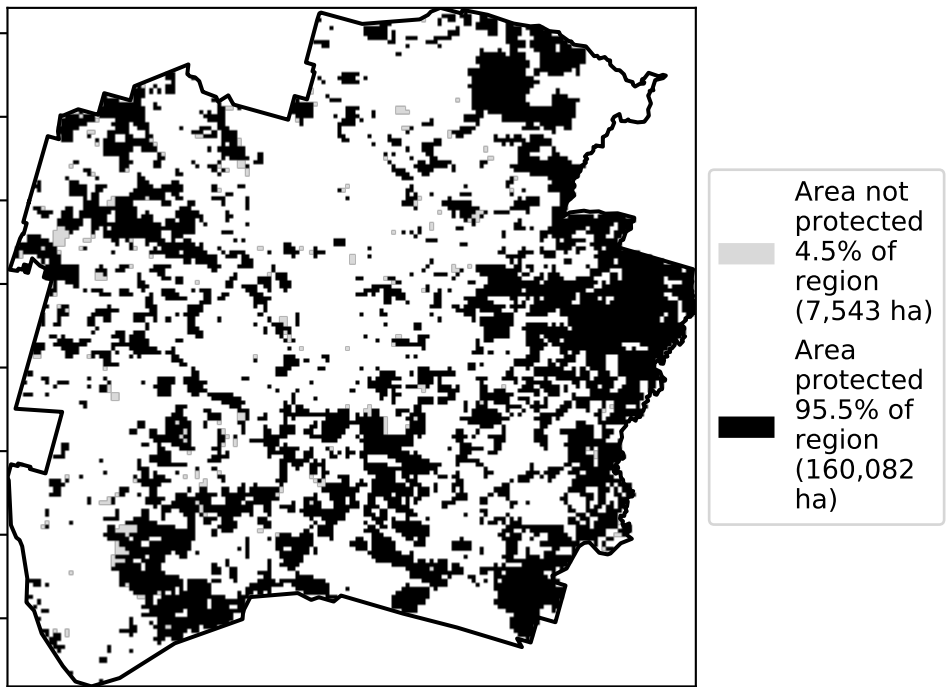 Area not
protected
4.5% of
region
(7,543 ha)
Area
protected
95.5% of
region
(160,082
ha)